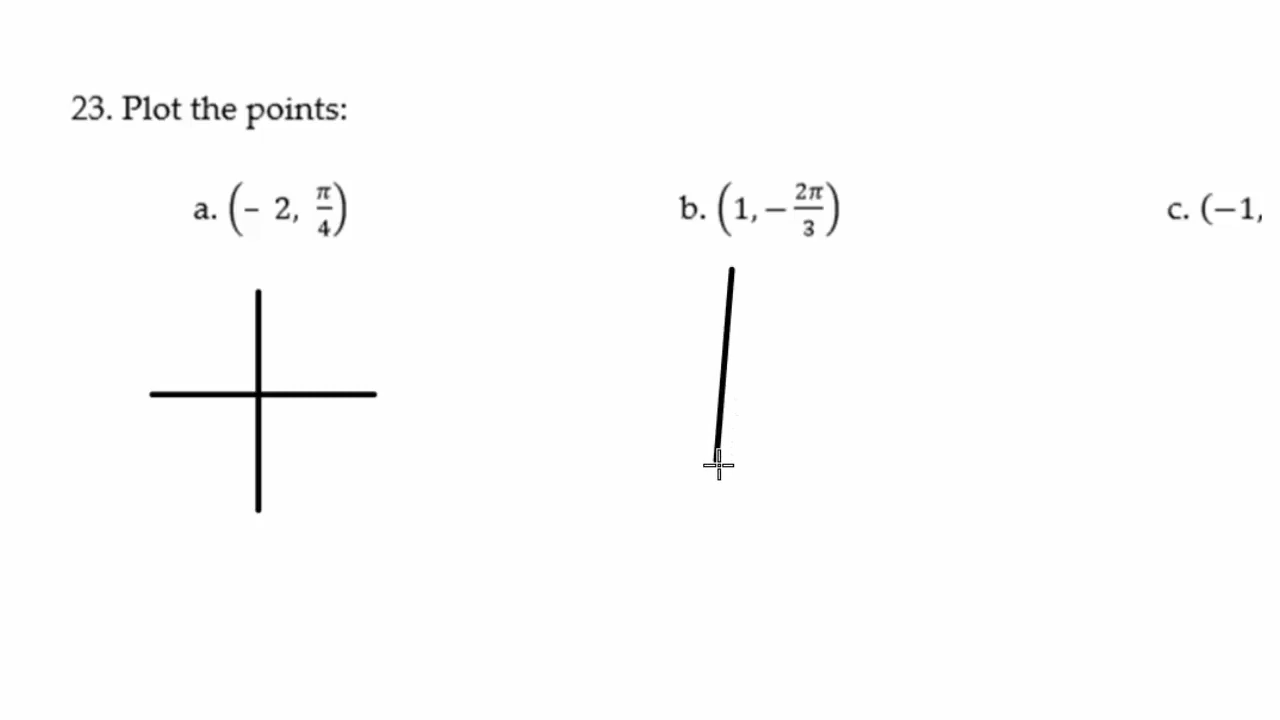 23. Plot the points:
a. (− 2, π/4) b. (1, −2π/3) c. (−1,